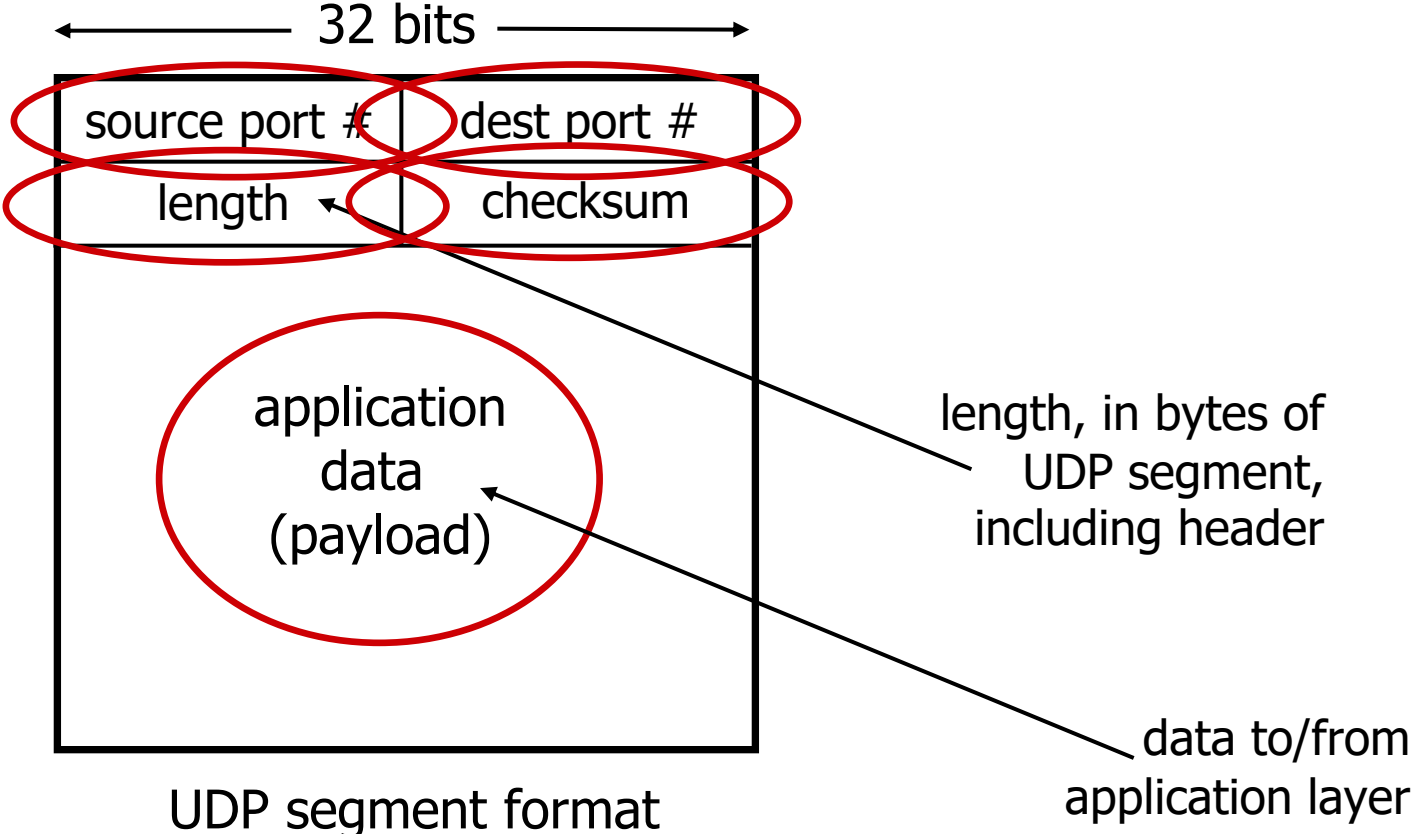 32 bits
source port # dest port #
length checksum
application
data
(payload)
length, in bytes of
UDP segment,
including header
data to/from
application layer
UDP segment format